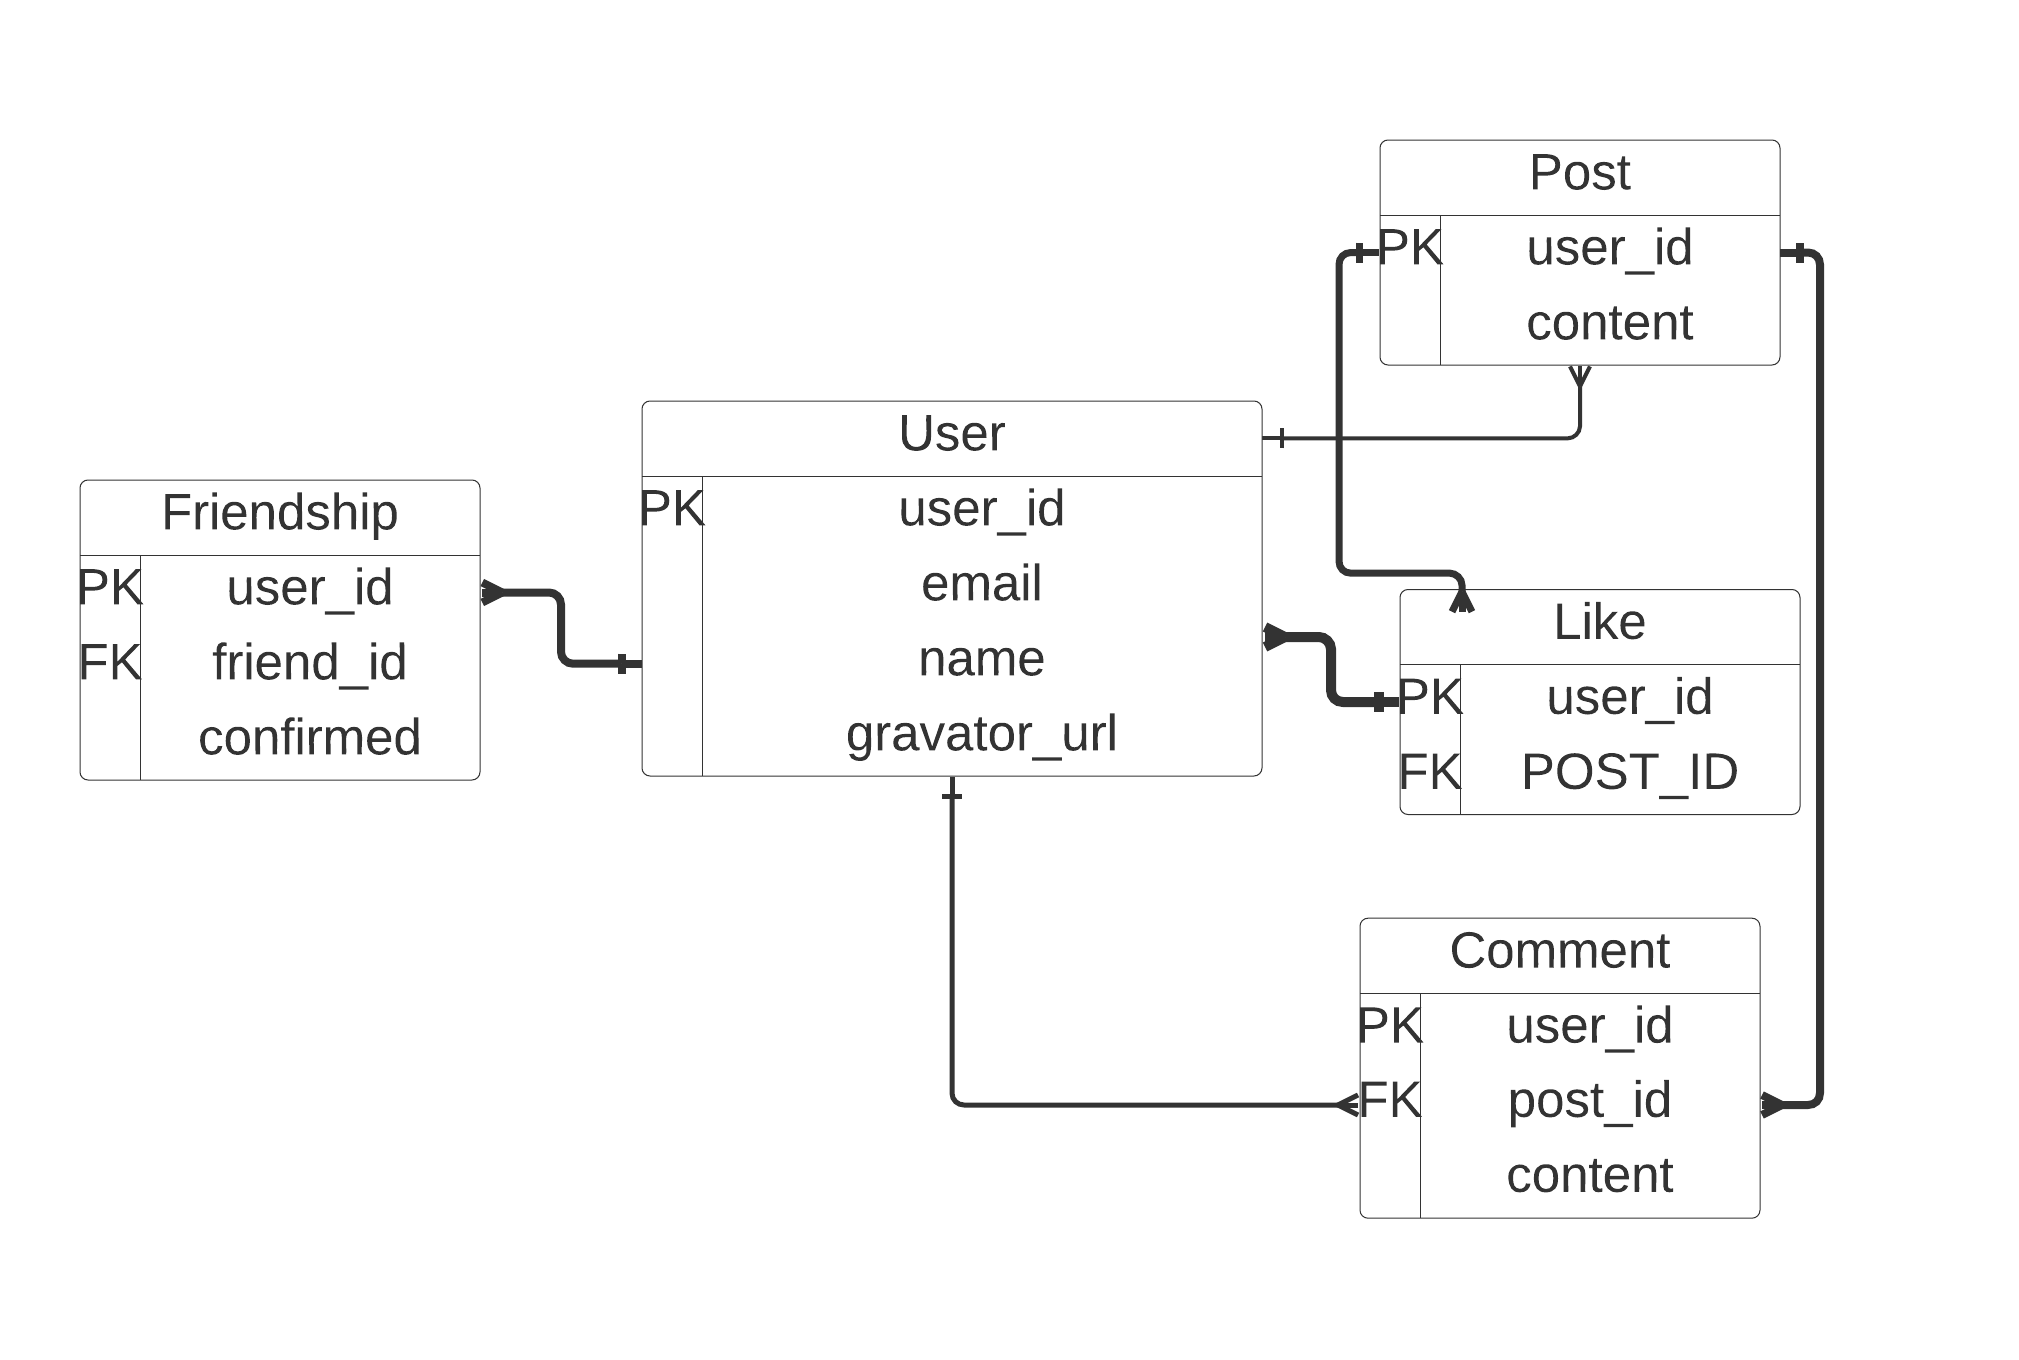 Post
PK user_id
content
User
PK user_id
email
name
gravator_url
Friendship
PK user_id
FK friend_id
confirmed
Like
PK user_id
FK POST_ID
Comment
PK user_id
FK post_id
content